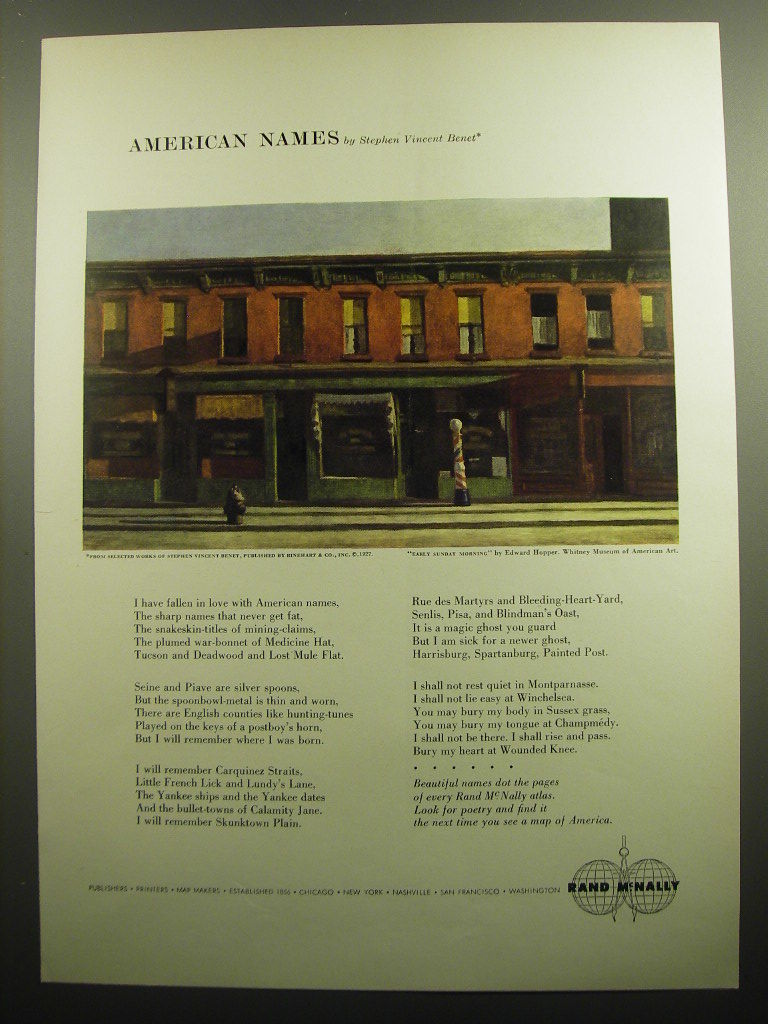 AMERICAN NAMES by Stephen Vincent Benet*
*FROM SELECTED WORKS OF STEPHEN VINCENT BENET, PUBLISHED BY RINEHART & CO., INC. ©, 1927.
"EARLY SUNDAY MORNING" by Edward Hopper. Whitney Museum of American Art.
I have fallen in love with American names,
The sharp names that never get fat,
The snakeskin-titles of mining-claims,
The plumed war-bonnet of Medicine Hat,
Tucson and Deadwood and Lost Mule Flat.
Seine and Piave are silver spoons,
But the spoonbowl-metal is thin and worn,
There are English counties like hunting-tunes
Played on the keys of a postboy's horn,
But I will remember where I was born.
I will remember Carquinez Straits,
Little French Lick and Lundy's Lane,
The Yankee ships and the Yankee dates
And the bullet-towns of Calamity Jane.
I will remember Skunktown Plain.
Rue des Martyrs and Bleeding-Heart-Yard,
Senlis, Pisa, and Blindman's Oast,
It is a magic ghost you guard
But I am sick for a newer ghost,
Harrisburg, Spartanburg, Painted Post.
I shall not rest quiet in Montparnasse.
I shall not lie easy at Winchelsea.
You may bury my body in Sussex grass,
You may bury my tongue at Champmédy.
I shall not be there. I shall rise and pass.
Bury my heart at Wounded Knee.
• • • • • •
Beautiful names dot the pages
of every Rand McNally atlas.
Look for poetry and find it
the next time you see a map of America.
PUBLISHERS • PRINTERS • MAP MAKERS • ESTABLISHED 1856 • CHICAGO • NEW YORK • NASHVILLE • SAN FRANCISCO • WASHINGTON
RAND McNALLY